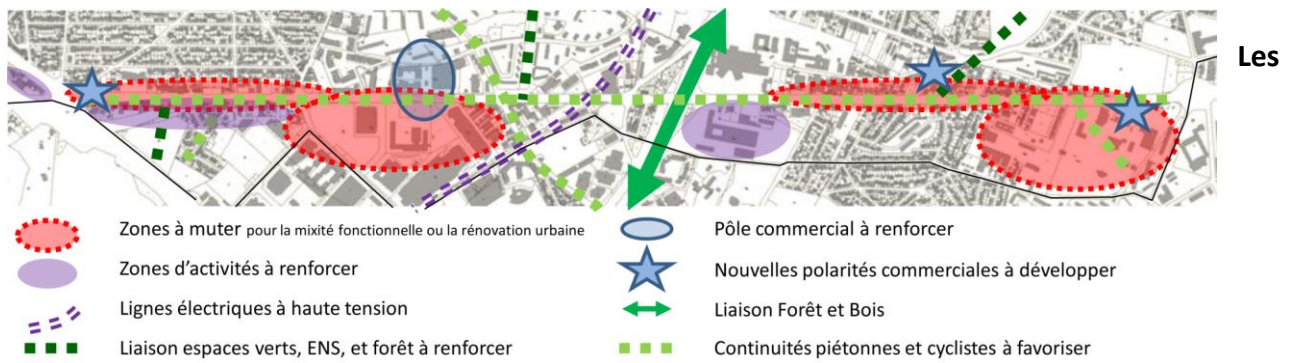 Les
Zones à muter pour la mixité fonctionnelle ou la rénovation urbaine
Zones d'activités à renforcer
Lignes électriques à haute tension
Liaison espaces verts, ENS, et forêt à renforcer
Pôle commercial à renforcer
Nouvelles polarités commerciales à développer
Liaison Forêt et Bois
Continuités piétonnes et cyclistes à favoriser